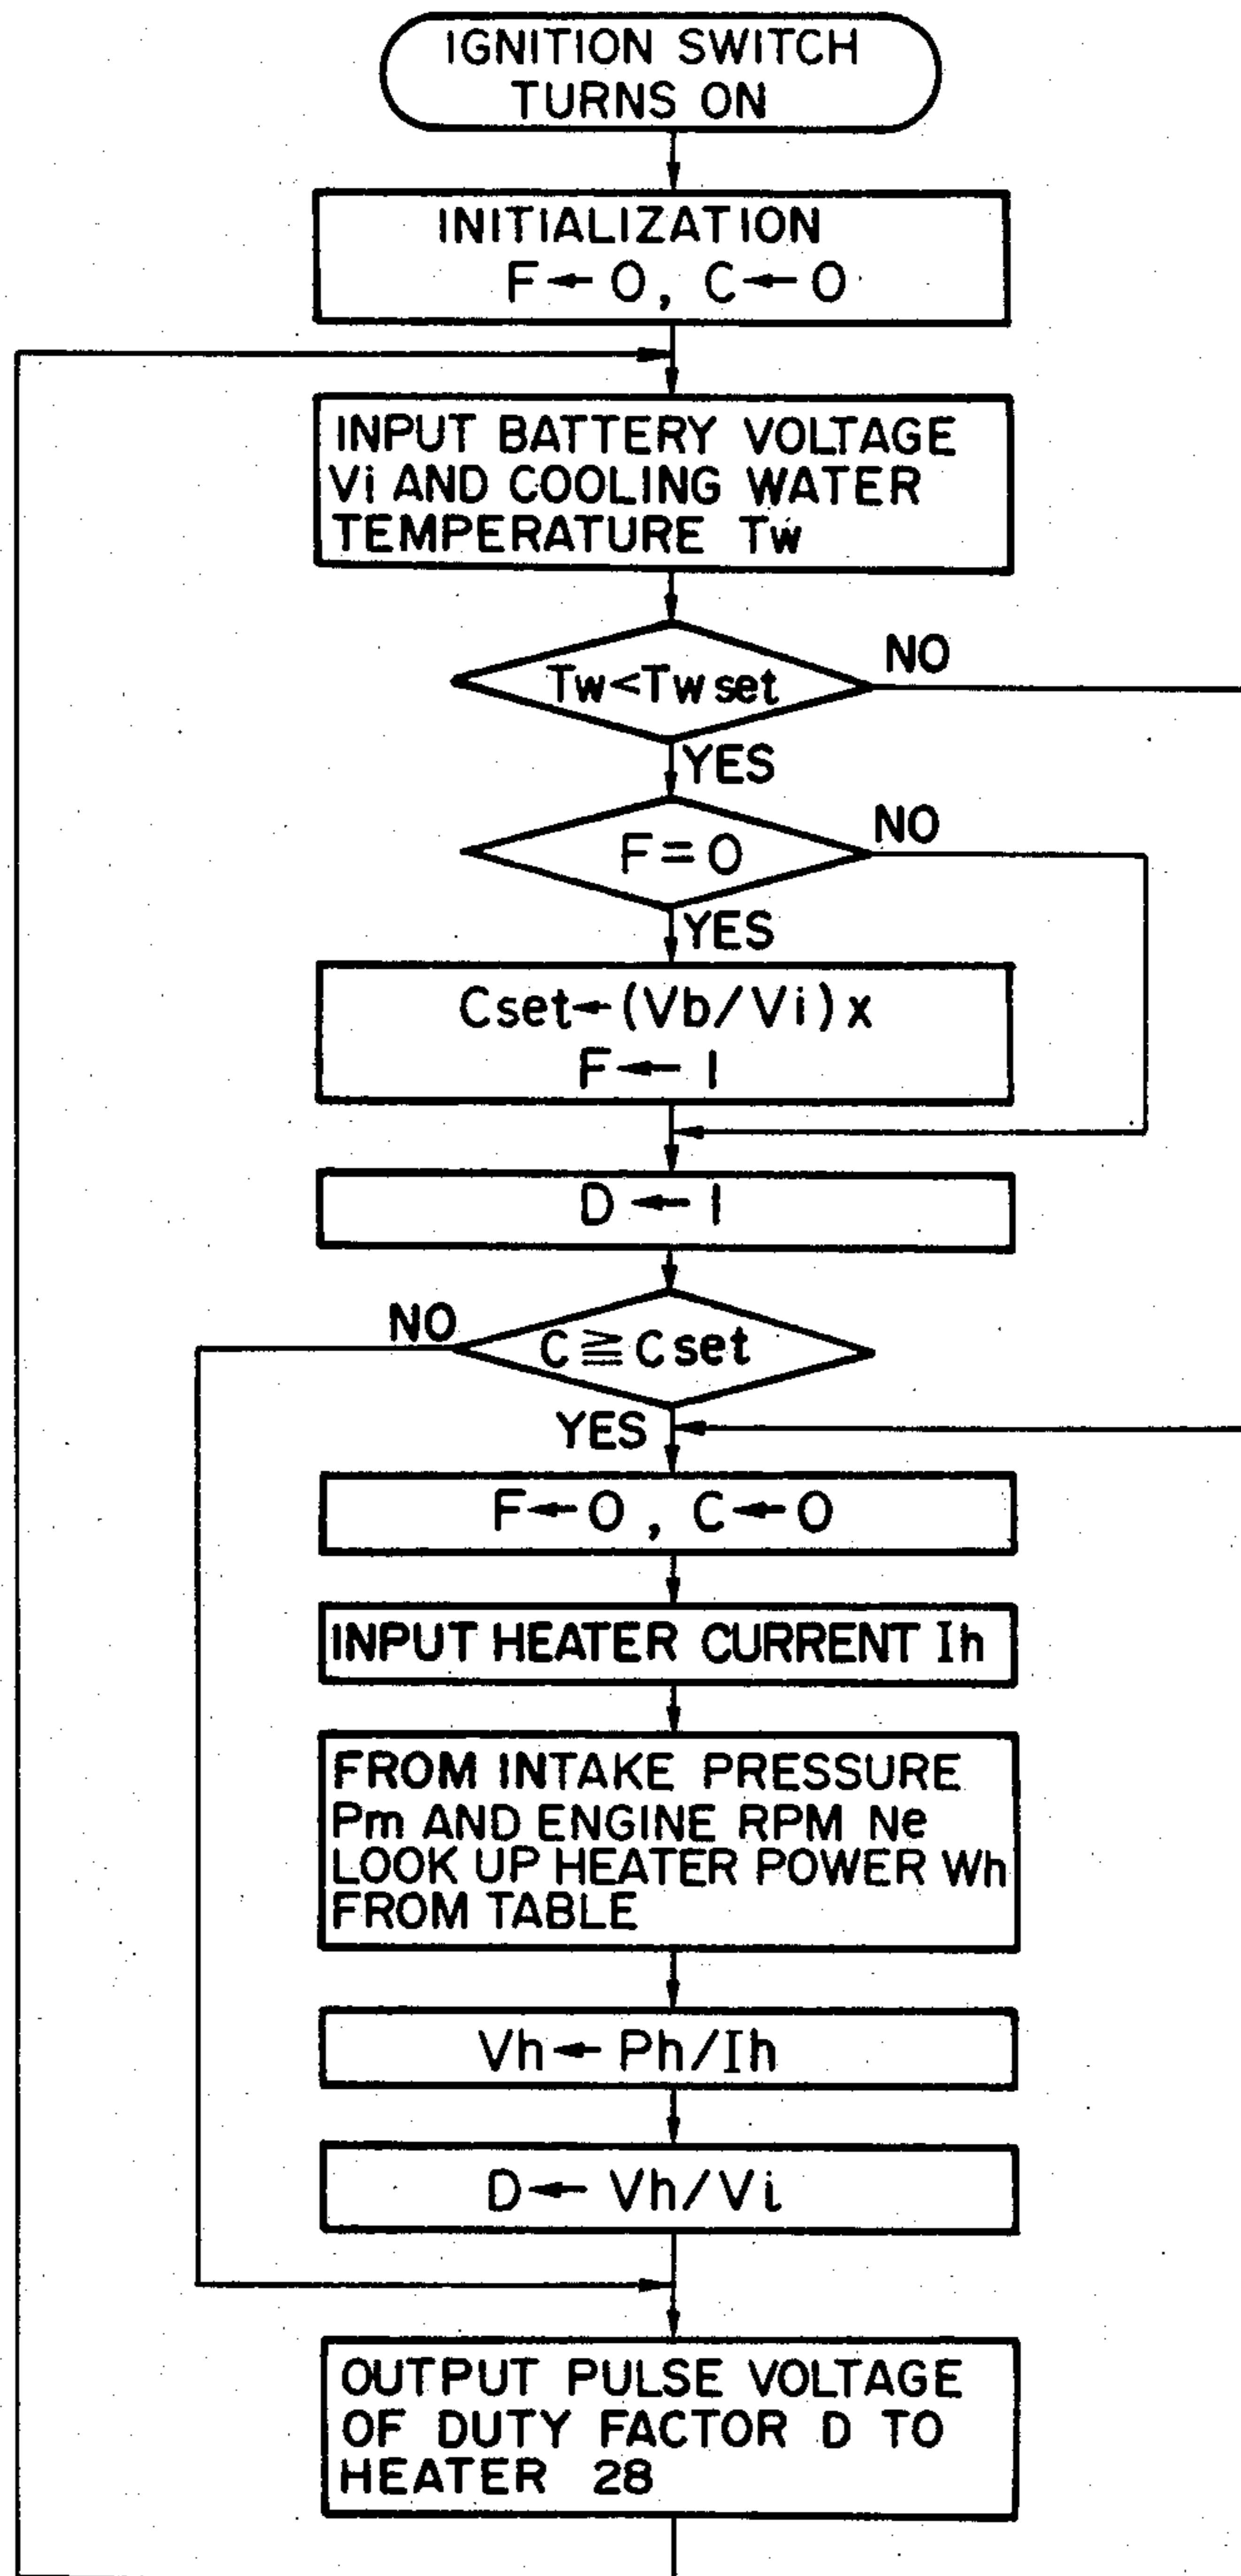 IGNITION SWITCH
TURNS ON
INITIALIZATION
F←0, C←0
INPUT BATTERY VOLTAGE
Vi AND COOLING WATER
TEMPERATURE Tw
Tw<Tw set
NO
YES
F=0
NO
YES
Cset←(Vb/Vi)x
F←1
D←1
NO
C≧Cset
YES
F←0, C←0
INPUT HEATER CURRENT Ih
FROM INTAKE PRESSURE
Pm AND ENGINE RPM Ne
LOOK UP HEATER POWER Wh
FROM TABLE
Vh←Ph/Ih
D←Vh/Vi
OUTPUT PULSE VOLTAGE
OF DUTY FACTOR D TO
HEATER 28